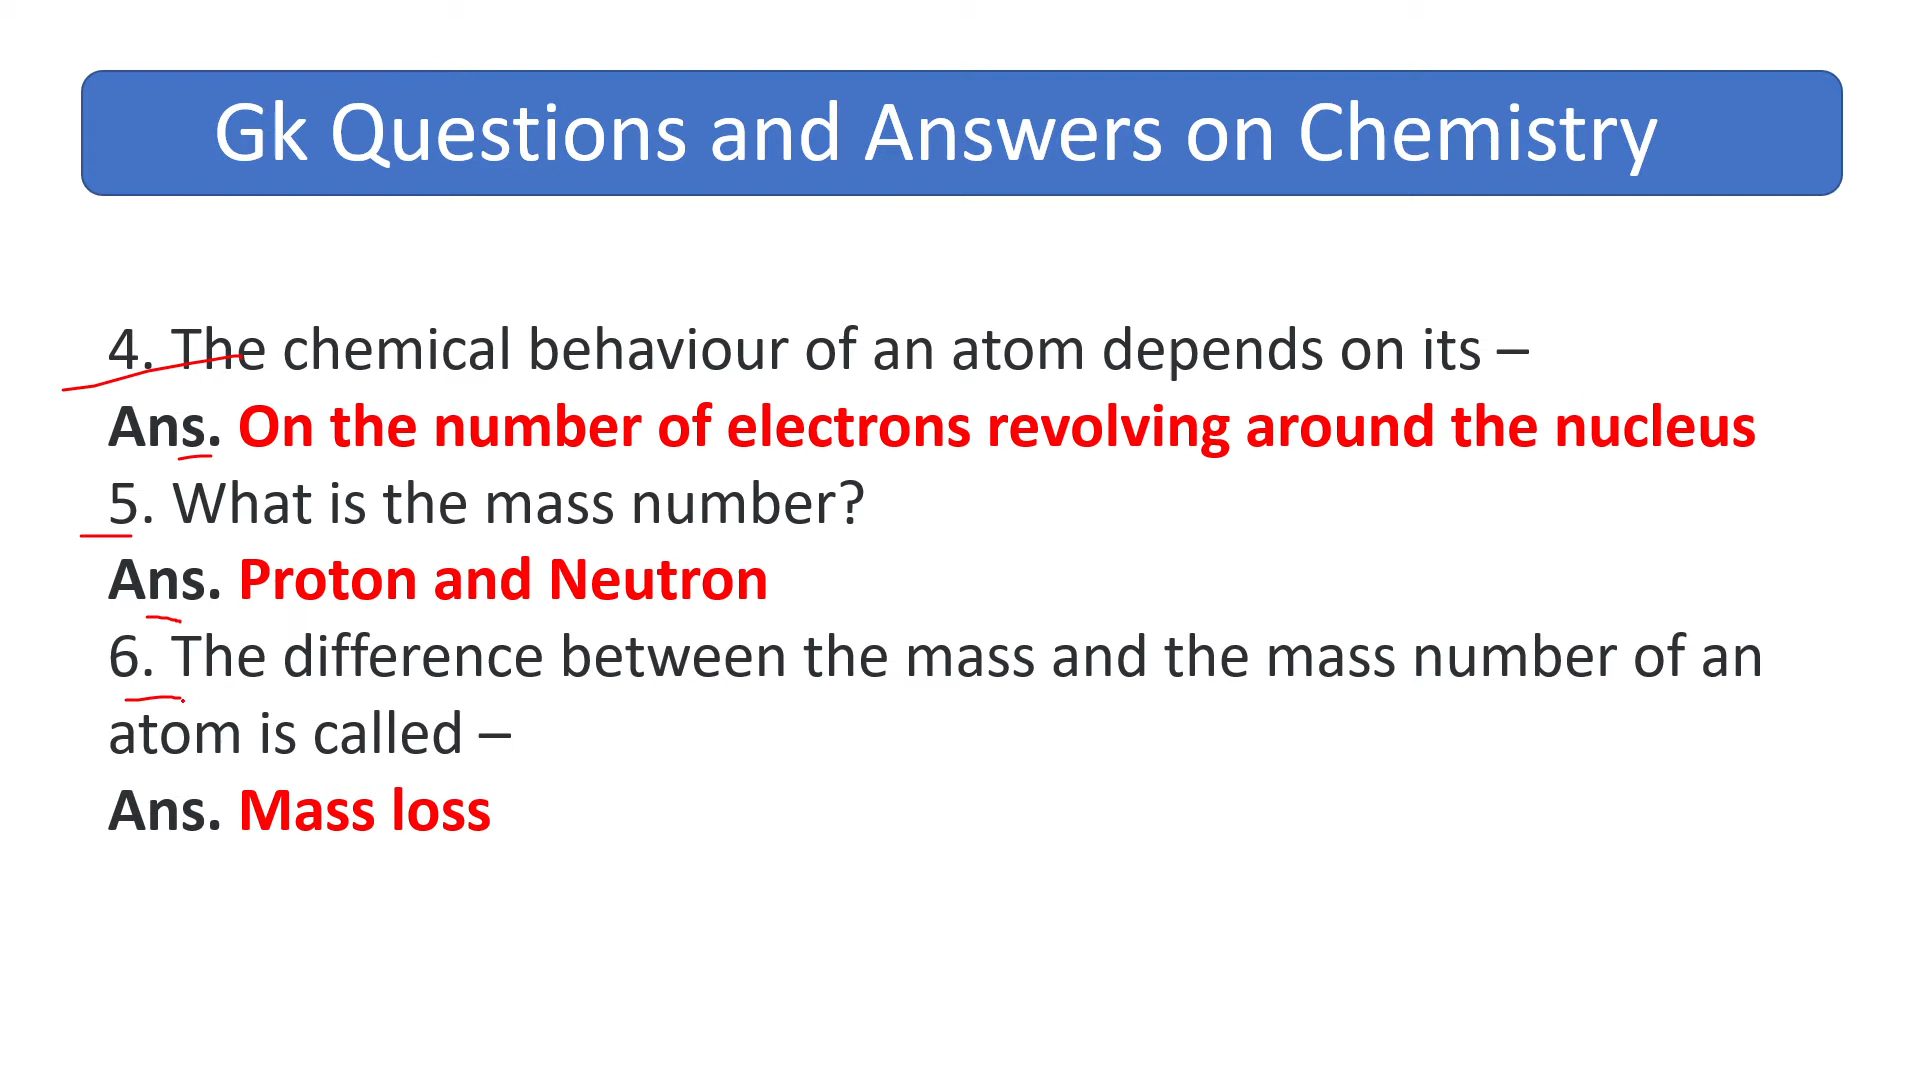 Gk Questions and Answers on Chemistry
4. The chemical behaviour of an atom depends on its –
Ans. On the number of electrons revolving around the nucleus
5. What is the mass number?
Ans. Proton and Neutron
6. The difference between the mass and the mass number of an
atom is called –
Ans. Mass loss